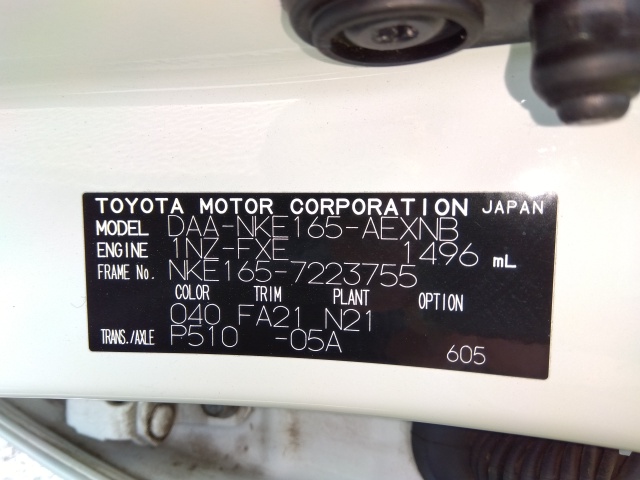 TOYOTA MOTOR CORPORATION JAPAN
MODEL DAA-NKE165-AEXNB
ENGINE 1NZ-FXE 1496 mL
FRAME No. NKE165-7223755
COLOR TRIM PLANT OPTION
040 FA21 N21
TRANS./AXLE P510 -05A
605